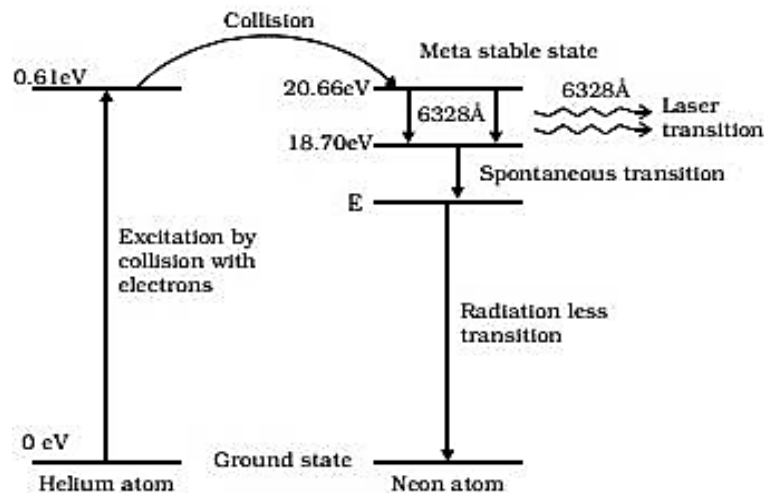 Collision
Meta stable state
0.61eV
20.66eV
6328Å
6328Å
Laser
transition
18.70eV
Spontaneous transition
E
Excitation by
collision with
electrons
Radiation less
transition
0 eV
Ground state
Helium atom
Neon atom